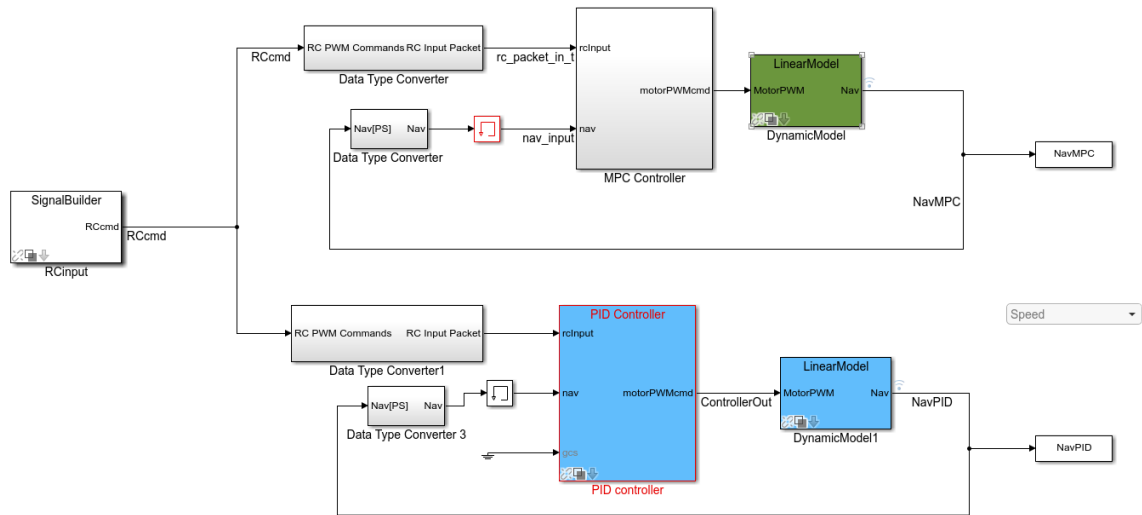 RCcmd
RC PWM Commands RC Input Packet
Data Type Converter
rc_packet_in_t
rcInput
motorPWMcmd
nav
MPC Controller
LinearModel
MotorPWM Nav
DynamicModel
Nav[PS] Nav
Data Type Converter
nav_input
NavMPC
NavMPC
SignalBuilder
RCcmd
RCinput
RCcmd
RC PWM Commands RC Input Packet
Data Type Converter1
PID Controller
rcInput
nav
motorPWMcmd
gcs
PID controller
Nav[PS] Nav
Data Type Converter 3
ControllerOut
LinearModel
MotorPWM Nav
DynamicModel1
NavPID
NavPID
Speed